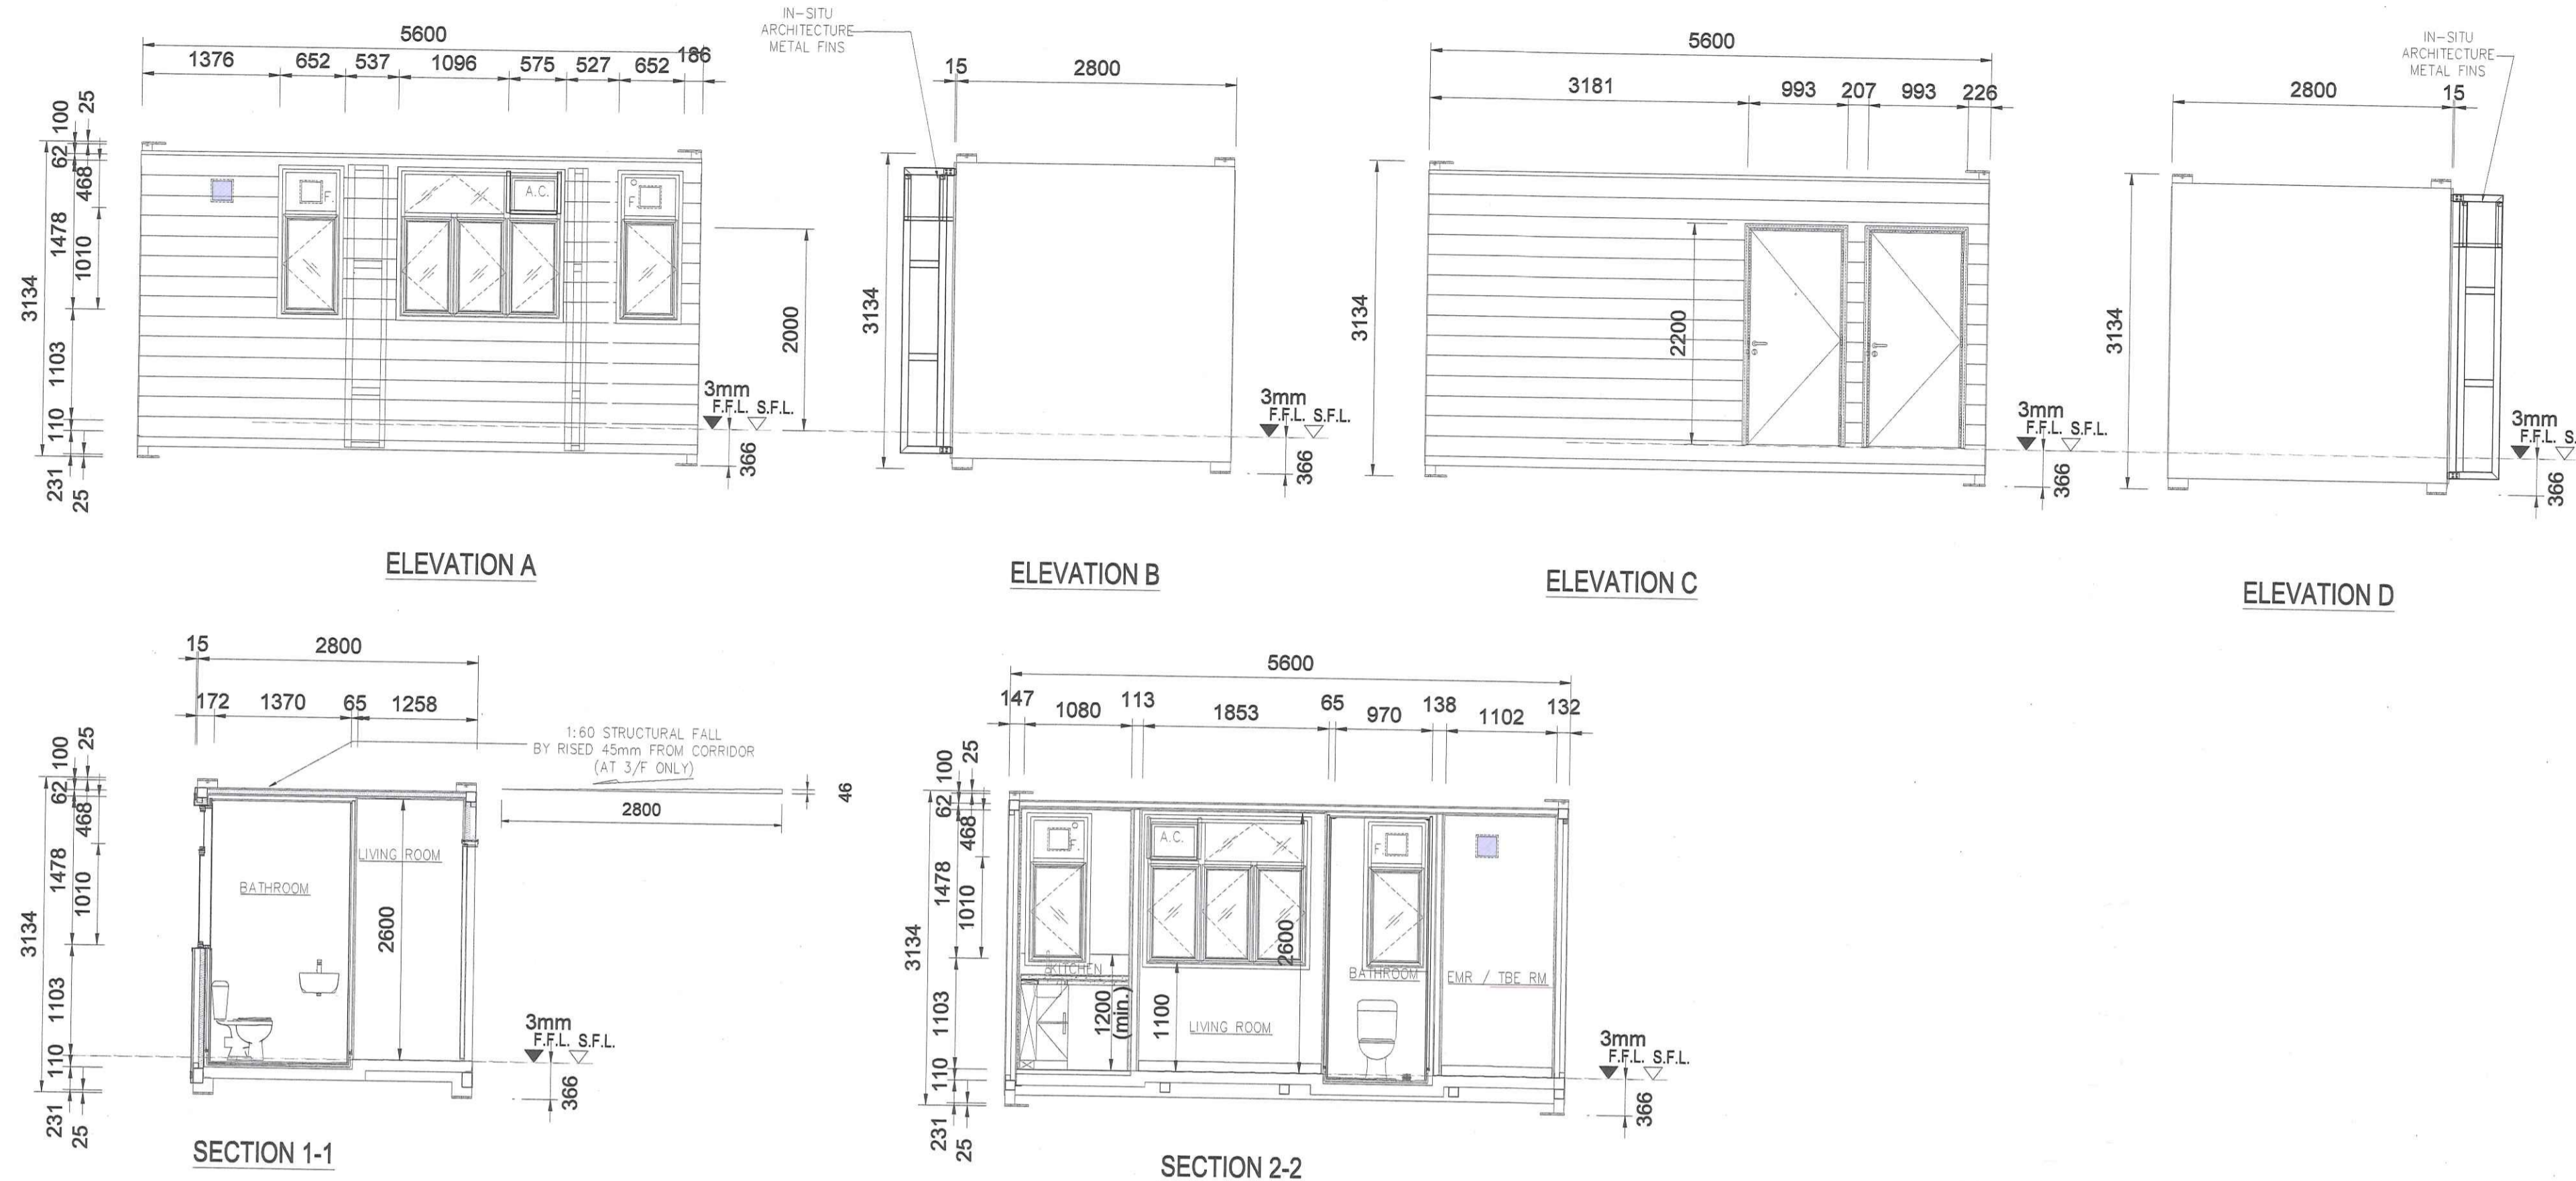 5600
1376 652 537 1096 575 527 652 186
25
100
62
468
1478
1010
3134
1103
110
231
25
F.
A.C.
F.
2000
3mm
F.F.L. S.F.L.
366
ELEVATION A
IN-SITU
ARCHITECTURE
METAL FINS
15 2800
3134
3mm
F.F.L. S.F.L.
366
ELEVATION B
5600
3181 993 207 993 226
3134
2200
3mm
F.F.L. S.F.L.
366
ELEVATION C
IN-SITU
ARCHITECTURE
METAL FINS
2800 15
3134
3mm
F.F.L. S.
366
ELEVATION D
15 2800
172 1370 65 1258
25
100
62
468
1478
1010
3134
1103
110
231
25
1:60 STRUCTURAL FALL
BY RISED 45mm FROM CORRIDOR
(AT 3/F ONLY)
46
2800
LIVING ROOM
BATHROOM
2600
3mm
F.F.L. S.F.L.
366
SECTION 1-1
5600
147 1080 113 1853 65 970 138 1102 132
25
100
62
468
1478
1010
3134
1103
110
231
25
F.
A.C.
F.
2600
KITCHEN
BATHROOM
EMR / TBE RM
1200
(min.)
1100
LIVING ROOM
3mm
F.F.L. S.F.L.
366
SECTION 2-2